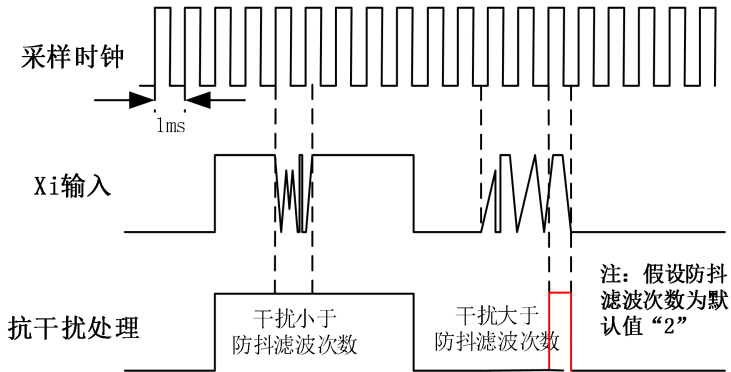 采样时钟
1ms
Xi输入
注：假设防抖
滤波次数为默
认值“2”
抗干扰处理
干扰小于
防抖滤波次数
干扰大于
防抖滤波次数